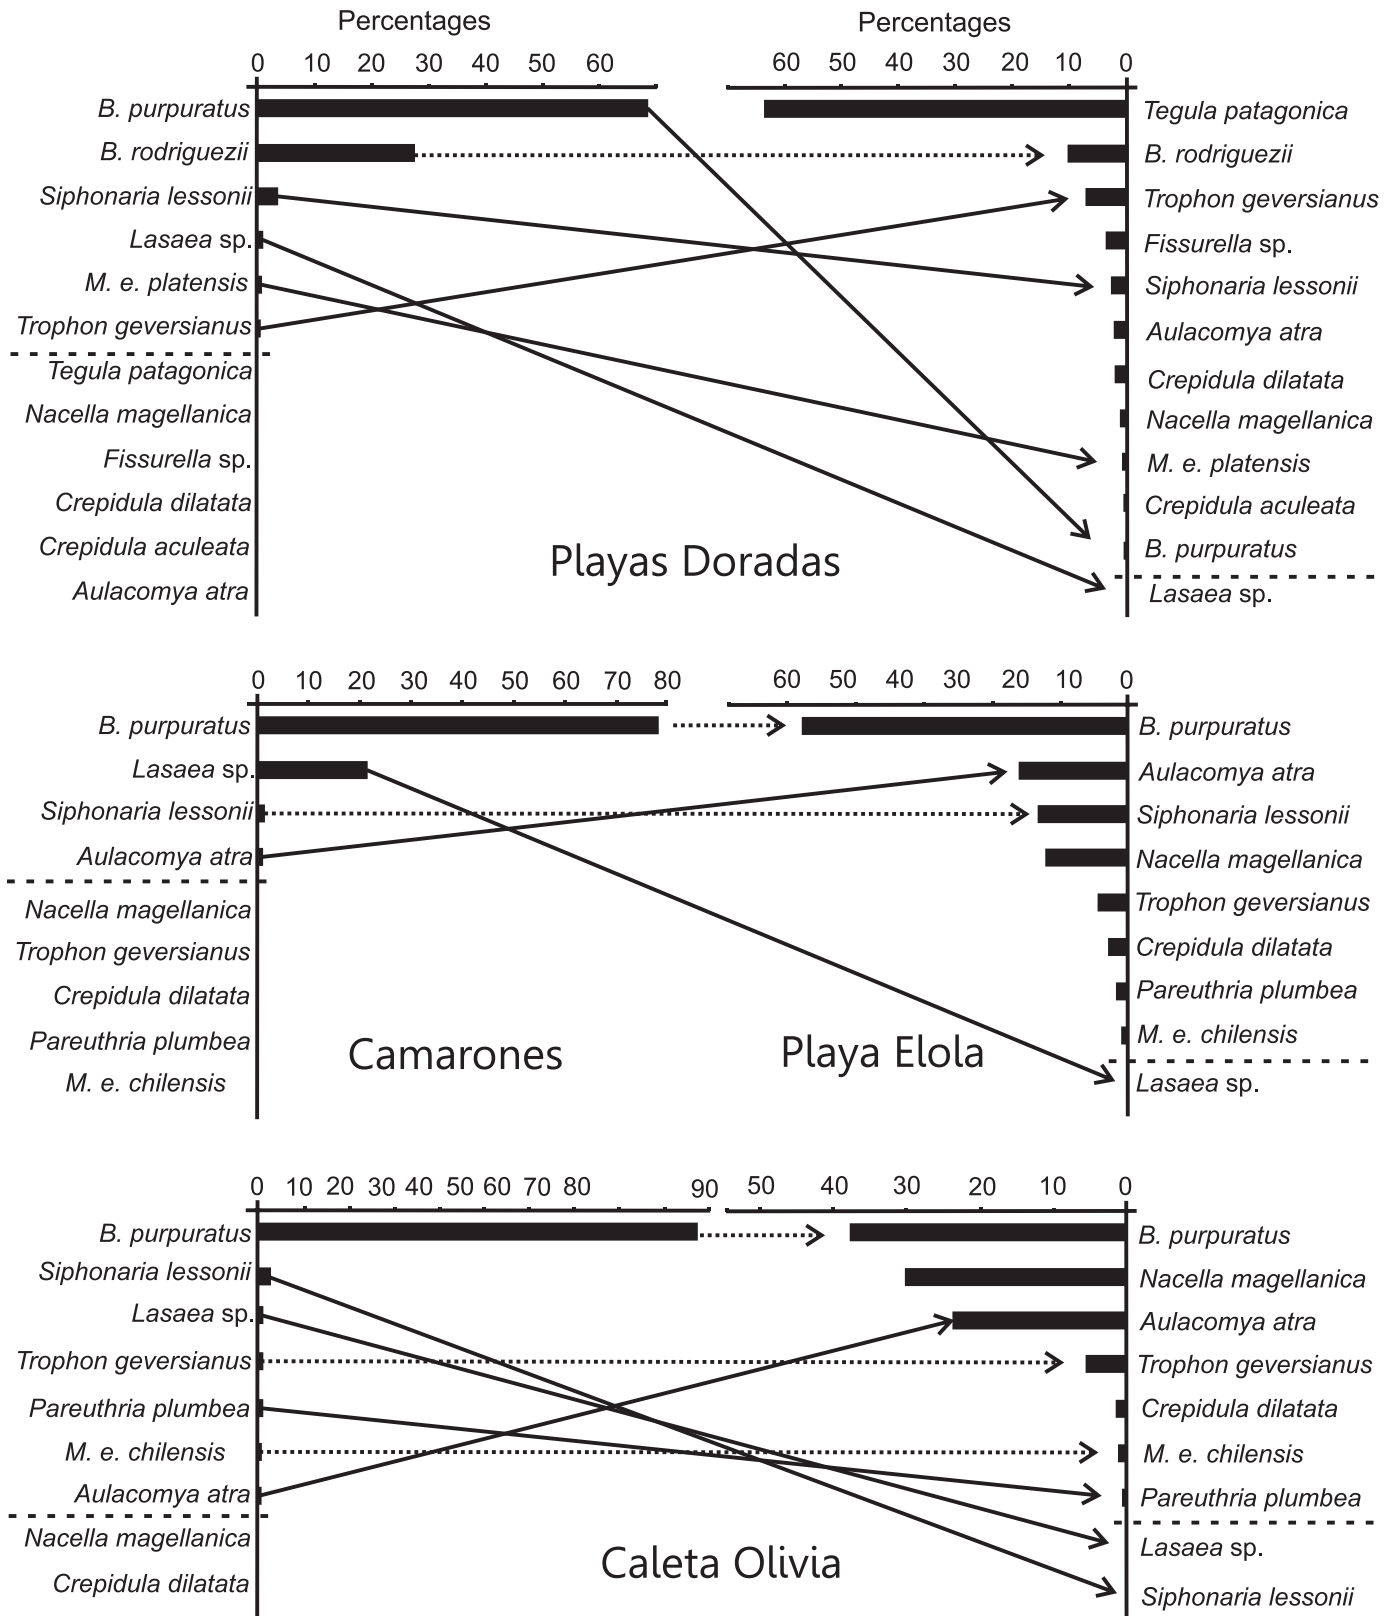 Percentages
Percentages
0 10 20 30 40 50 60
60 50 40 30 20 10 0
B. purpuratus
B. rodriguezii
Siphonaria lessonii
Lasaea sp.
M. e. platensis
Trophon geversianus
Tegula patagonica
Nacella magellanica
Fissurella sp.
Crepidula dilatata
Crepidula aculeata
Aulacomya atra
Tegula patagonica
B. rodriguezii
Trophon geversianus
Fissurella sp.
Siphonaria lessonii
Aulacomya atra
Crepidula dilatata
Nacella magellanica
M. e. platensis
Crepidula aculeata
B. purpuratus
Lasaea sp.
Playas Doradas
0 10 20 30 40 50 60 70 80
60 50 40 30 20 10 0
B. purpuratus
Lasaea sp.
Siphonaria lessonii
Aulacomya atra
Nacella magellanica
Trophon geversianus
Crepidula dilatata
Pareuthria plumbea
M. e. chilensis
B. purpuratus
Aulacomya atra
Siphonaria lessonii
Nacella magellanica
Trophon geversianus
Crepidula dilatata
Pareuthria plumbea
M. e. chilensis
Lasaea sp.
Camarones
Playa Elola
0 10 20 30 40 50 60 70 80 90
50 40 30 20 10 0
B. purpuratus
Siphonaria lessonii
Lasaea sp.
Trophon geversianus
Pareuthria plumbea
M. e. chilensis
Aulacomya atra
Nacella magellanica
Crepidula dilatata
B. purpuratus
Nacella magellanica
Aulacomya atra
Trophon geversianus
Crepidula dilatata
M. e. chilensis
Pareuthria plumbea
Lasaea sp.
Siphonaria lessonii
Caleta Olivia